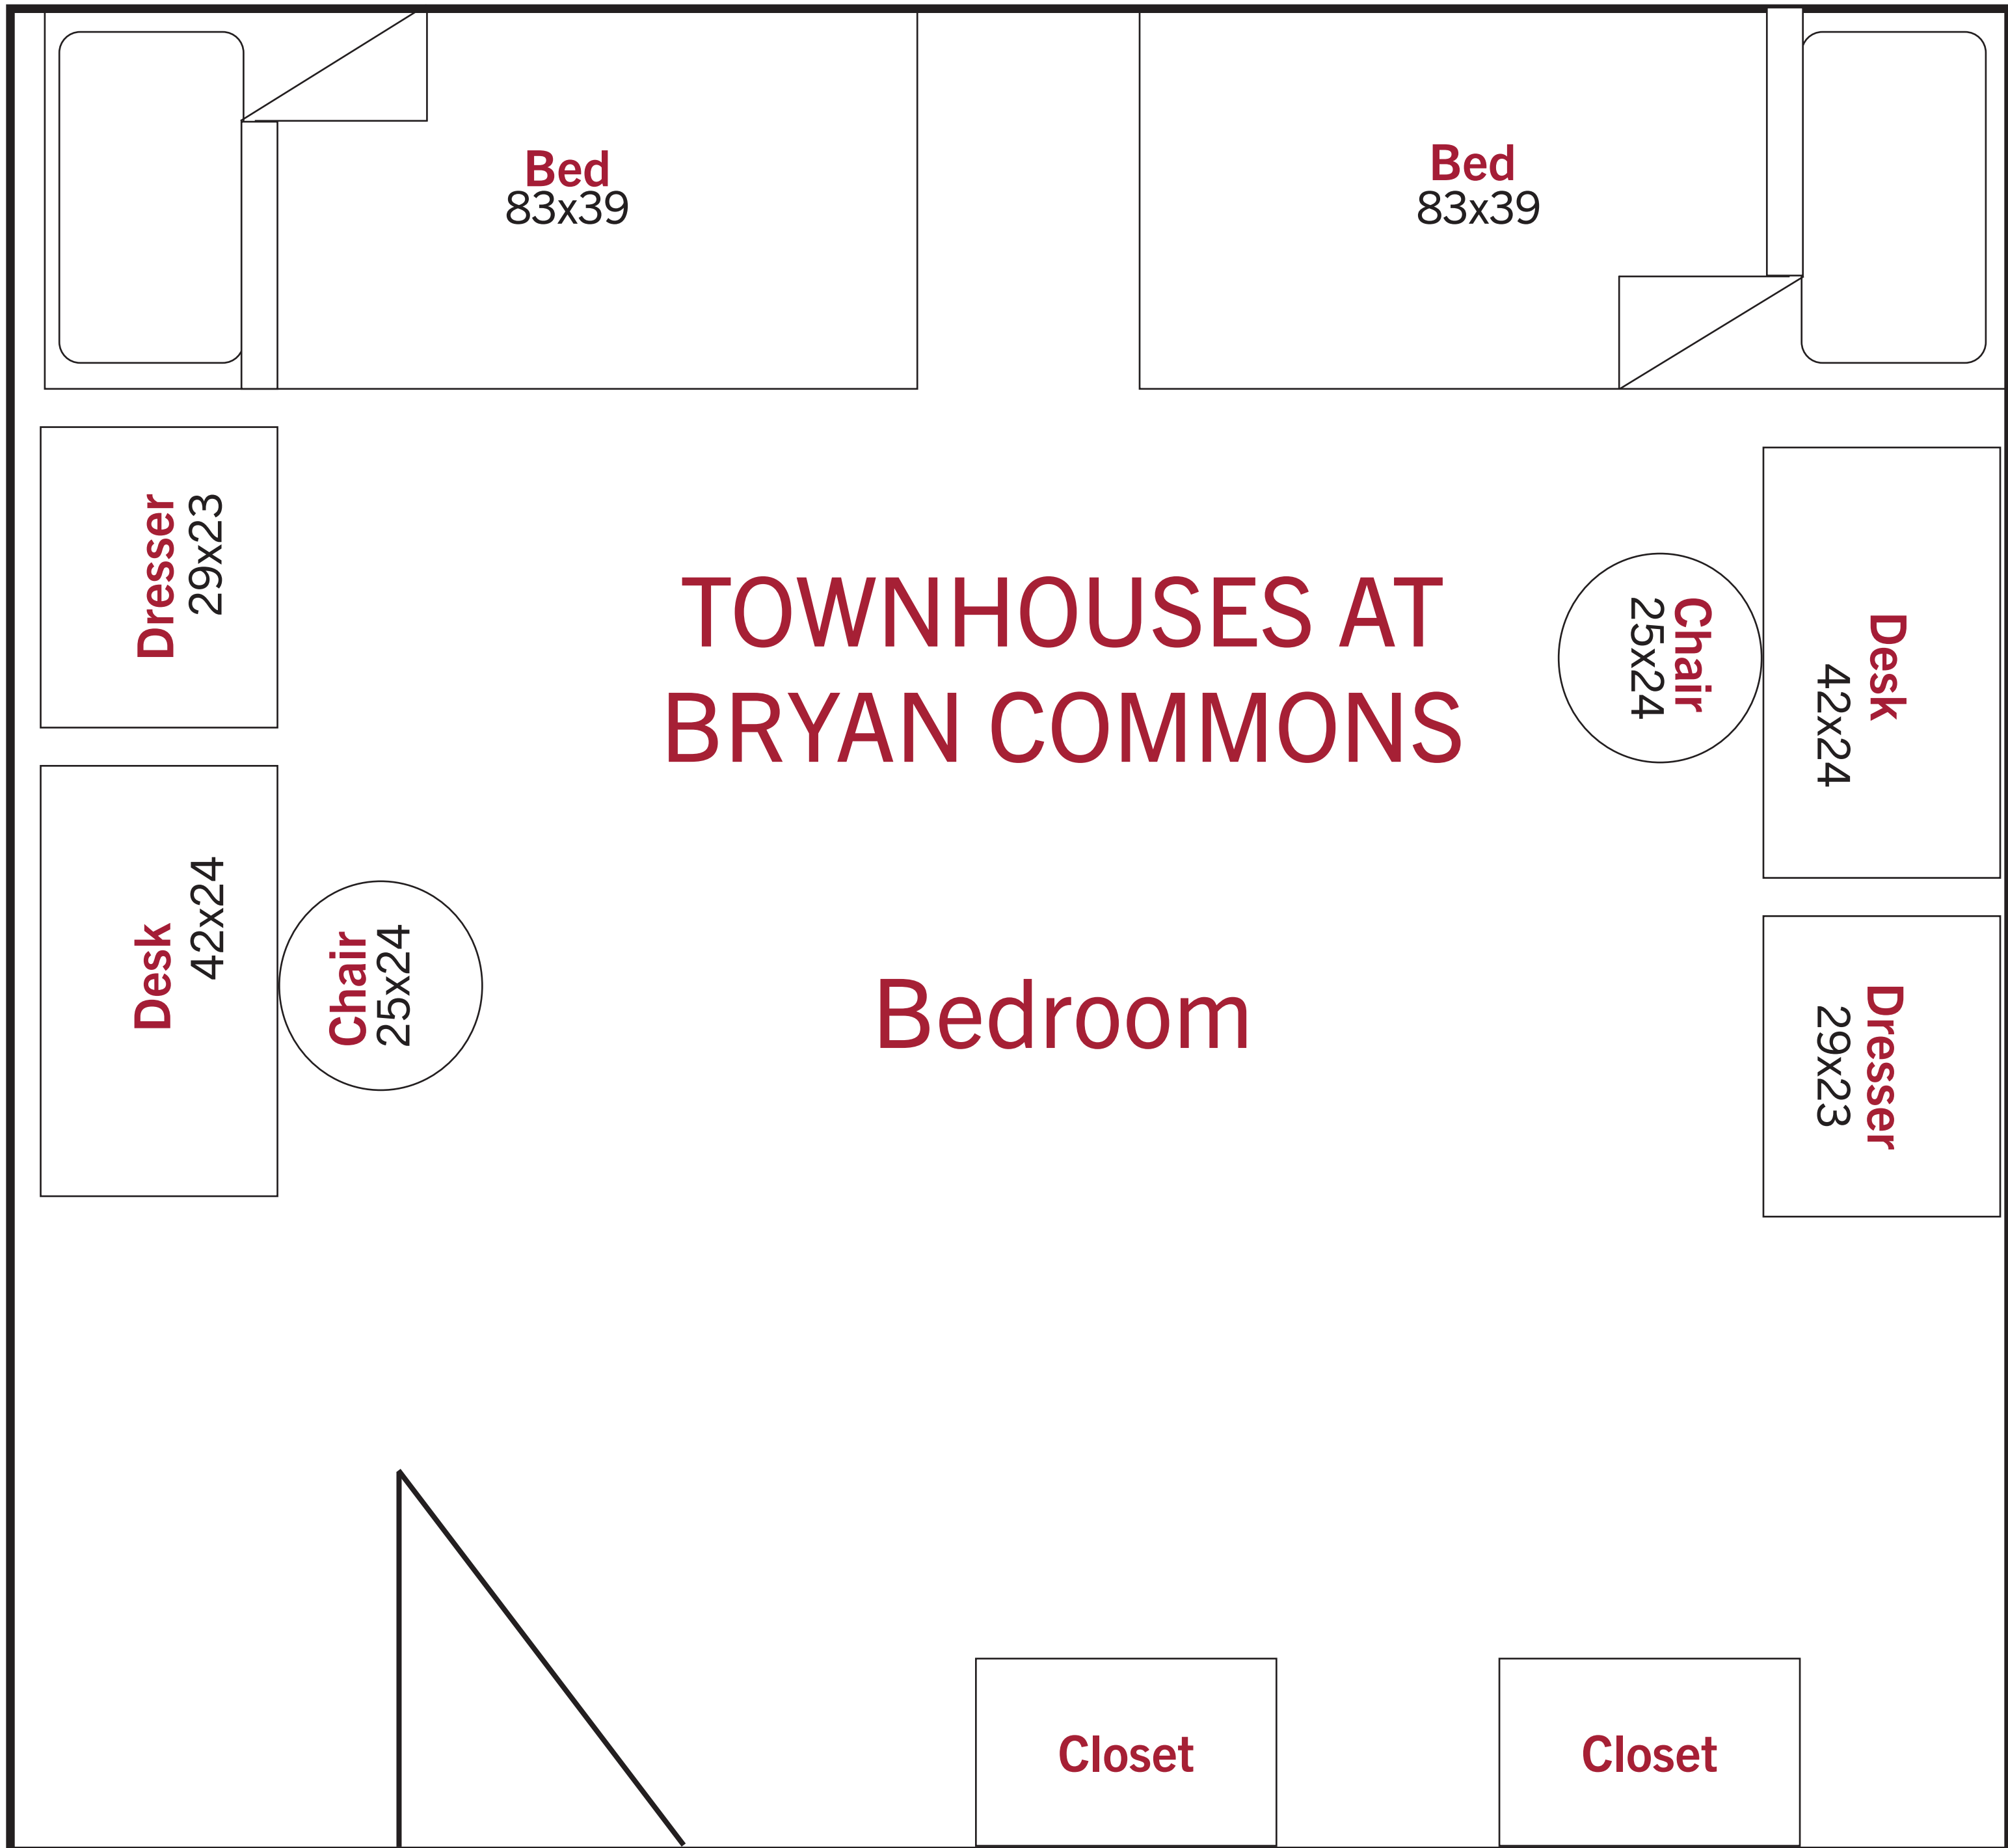 Bed
83x39
Bed
83x39
Dresser
29x23
TOWNHOUSES AT
BRYAN COMMONS
Chair
25x24
Desk
42x24
Desk
42x24
Chair
25x24
Bedroom
Dresser
29x23
Closet
Closet